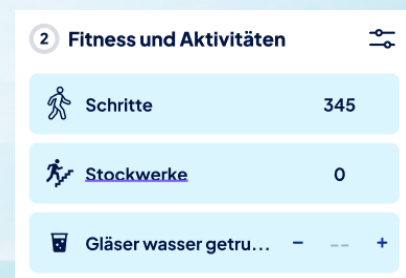 2 Fitness und Aktivitäten
Schritte 345
Stockwerke 0
Gläser wasser getru... − -- +